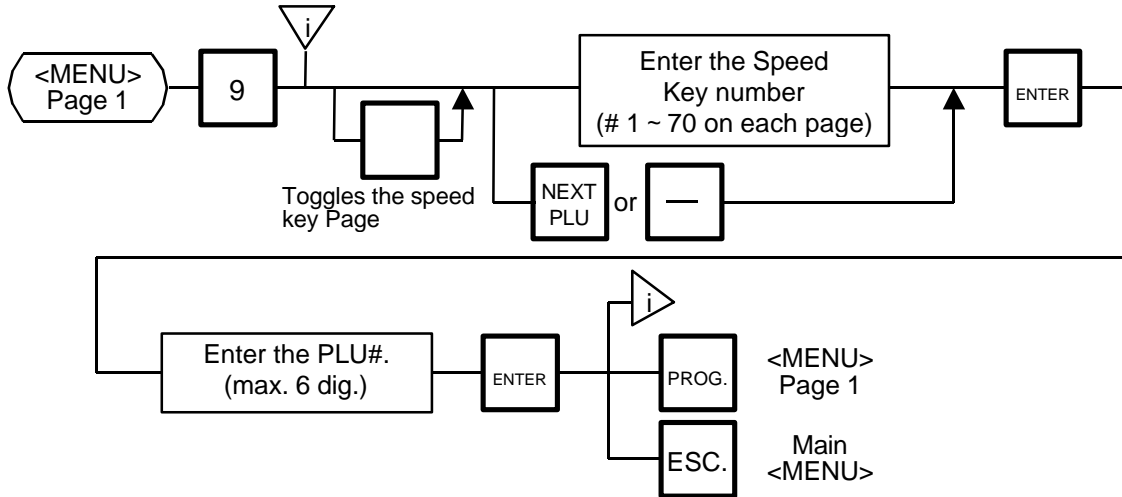 i
<MENU>
Page 1
9
Enter the Speed
Key number
(# 1 ~ 70 on each page)
ENTER
Toggles the speed
key Page
NEXT
PLU
or
—
i
Enter the PLU#.
(max. 6 dig.)
ENTER
PROG.
<MENU>
Page 1
ESC.
Main
<MENU>